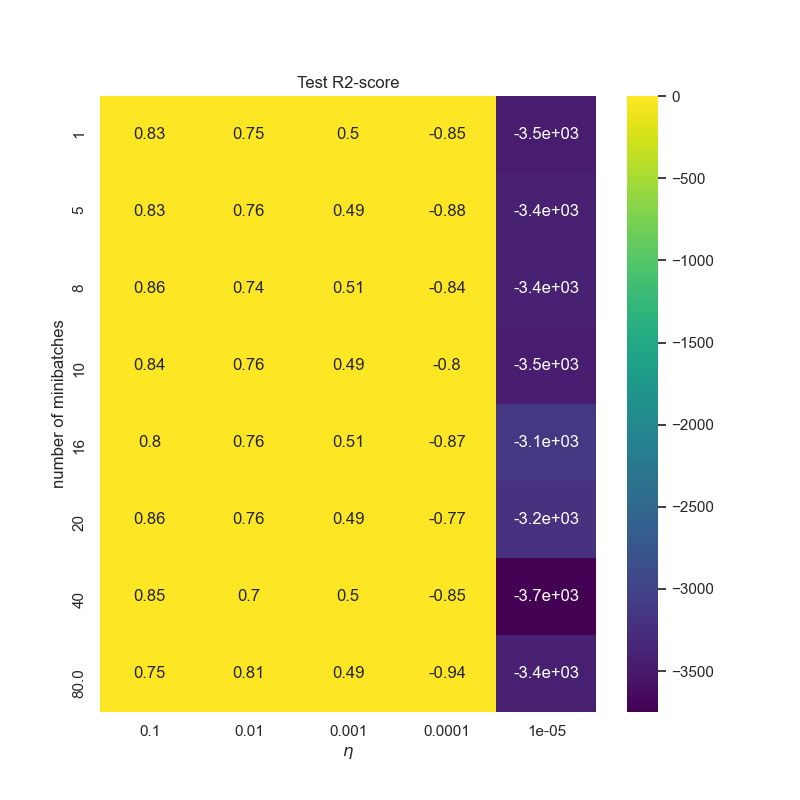 Test R2-score
number of minibatches
1 0.83 0.75 0.5 -0.85 -3.5e+03
5 0.83 0.76 0.49 -0.88 -3.4e+03
8 0.86 0.74 0.51 -0.84 -3.4e+03
10 0.84 0.76 0.49 -0.8 -3.5e+03
16 0.8 0.76 0.51 -0.87 -3.1e+03
20 0.86 0.76 0.49 -0.77 -3.2e+03
40 0.85 0.7 0.5 -0.85 -3.7e+03
80.0 0.75 0.81 0.49 -0.94 -3.4e+03
0.1 0.01 0.001 0.0001 1e-05
η
0
−500
−1000
−1500
−2000
−2500
−3000
−3500